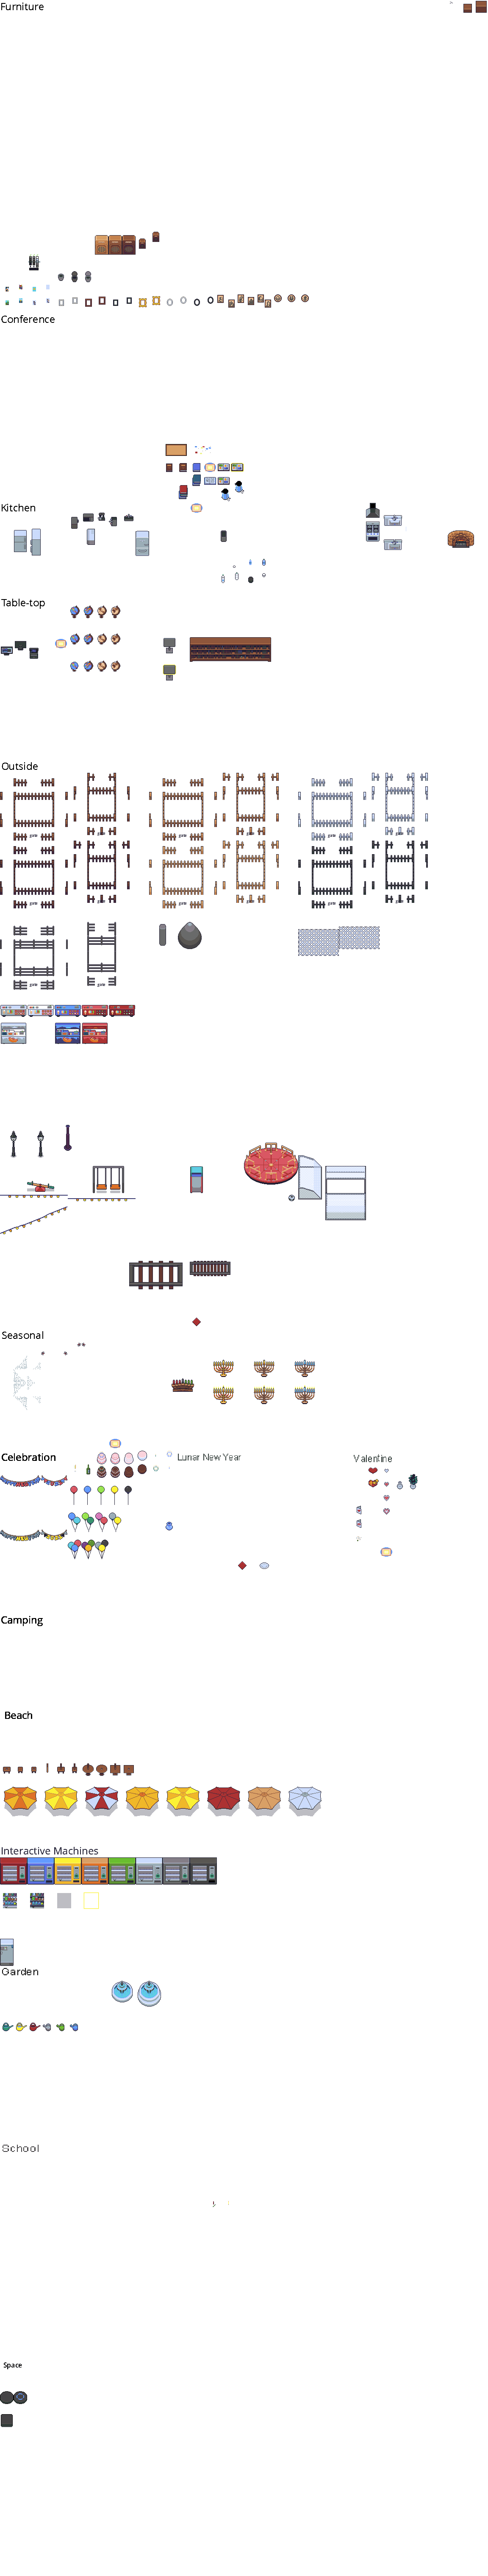 Furniture
Conference
Kitchen
Table-top
Outside
Seasonal
Celebration
Lunar New Year
Valentine
Camping
Beach
Interactive Machines
Garden
School
Space